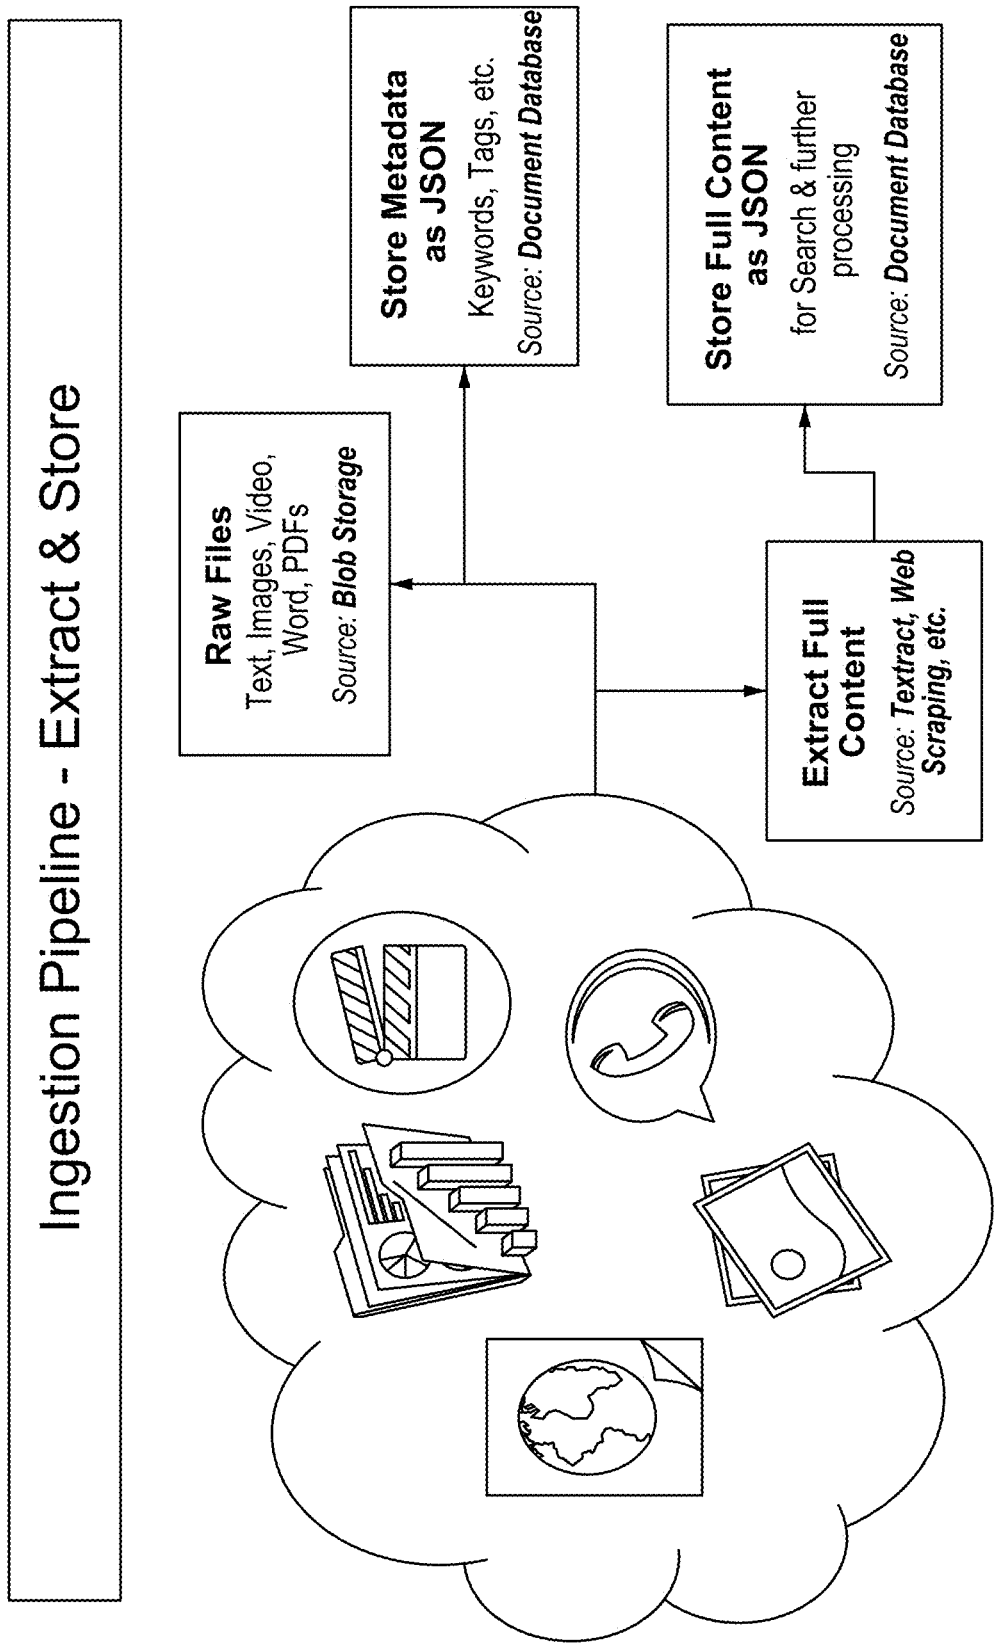 Ingestion Pipeline - Extract & Store
Raw Files
Text, Images, Video,
Word, PDFs
Source: Blob Storage
Store Metadata
as JSON
Keywords, Tags, etc.
Source: Document Database
Extract Full
Content
Source: Textract, Web
Scraping, etc.
Store Full Content
as JSON
for Search & further
processing
Source: Document Database